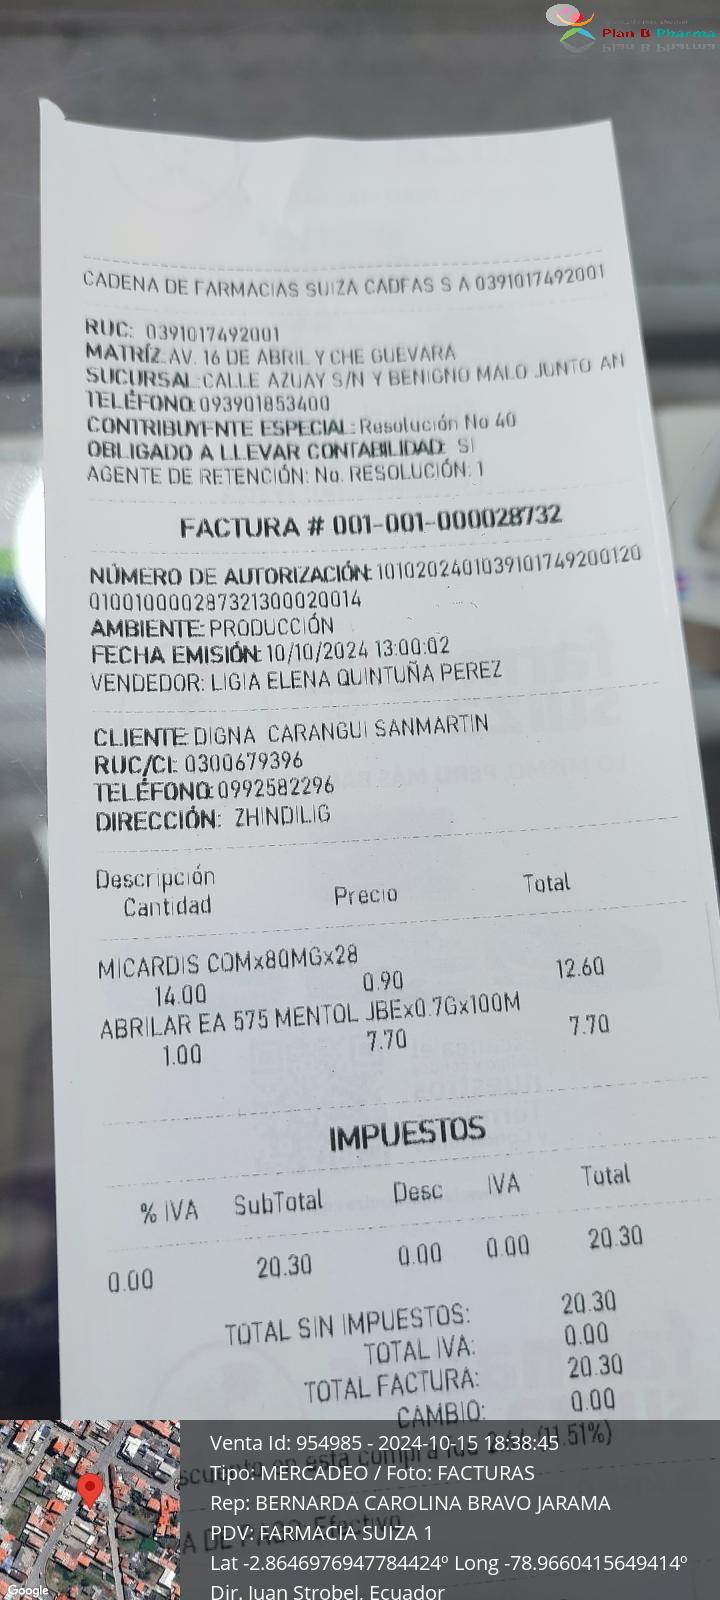 Plan B Pharma
CADENA DE FARMACIAS SUIZA CADFAS S A 0391017492001
RUC: 0391017492001
MATRÍZ: AV. 16 DE ABRIL Y CHE GUEVARA
SUCURSAL: CALLE AZUAY S/N Y BENIGNO MALO JUNTO AN
TELÉFONO: 093901853400
CONTRIBUYENTE ESPECIAL: Resolución No 40
OBLIGADO A LLEVAR CONTABILIDAD: SI
AGENTE DE RETENCIÓN: No. RESOLUCIÓN: 1
FACTURA # 001-001-000028732
NÚMERO DE AUTORIZACIÓN: 1010202401039101749200120
010010000287321300020014
AMBIENTE: PRODUCCIÓN
FECHA EMISIÓN: 10/10/2024 13:00:02
VENDEDOR: LIGIA ELENA QUINTUÑA PEREZ
CLIENTE: DIGNA CARANGUI SANMARTIN
RUC/CI: 0300679396
TELÉFONO: 0992582296
DIRECCIÓN: ZHINDILIG
Descripción
Cantidad Precio Total
MICARDIS COMx80MGx28
14.00 0.90 12.60
ABRILAR EA 575 MENTOL JBEx0.7Gx100M
1.00 7.70 7.70
IMPUESTOS
% IVA SubTotal Desc IVA Total
0.00 20.30 0.00 0.00 20.30
TOTAL SIN IMPUESTOS: 20.30
TOTAL IVA: 0.00
TOTAL FACTURA: 20.30
CAMBIO: 0.00
en esta compra
Efectivo
Venta Id: 954985 - 2024-10-15 18:38:45
Tipo: MERCADEO / Foto: FACTURAS
Rep: BERNARDA CAROLINA BRAVO JARAMA
PDV: FARMACIA SUIZA 1
Lat -2.8646976947784424º Long -78.9660415649414º
Dir. Juan Strobel, Ecuador
Google